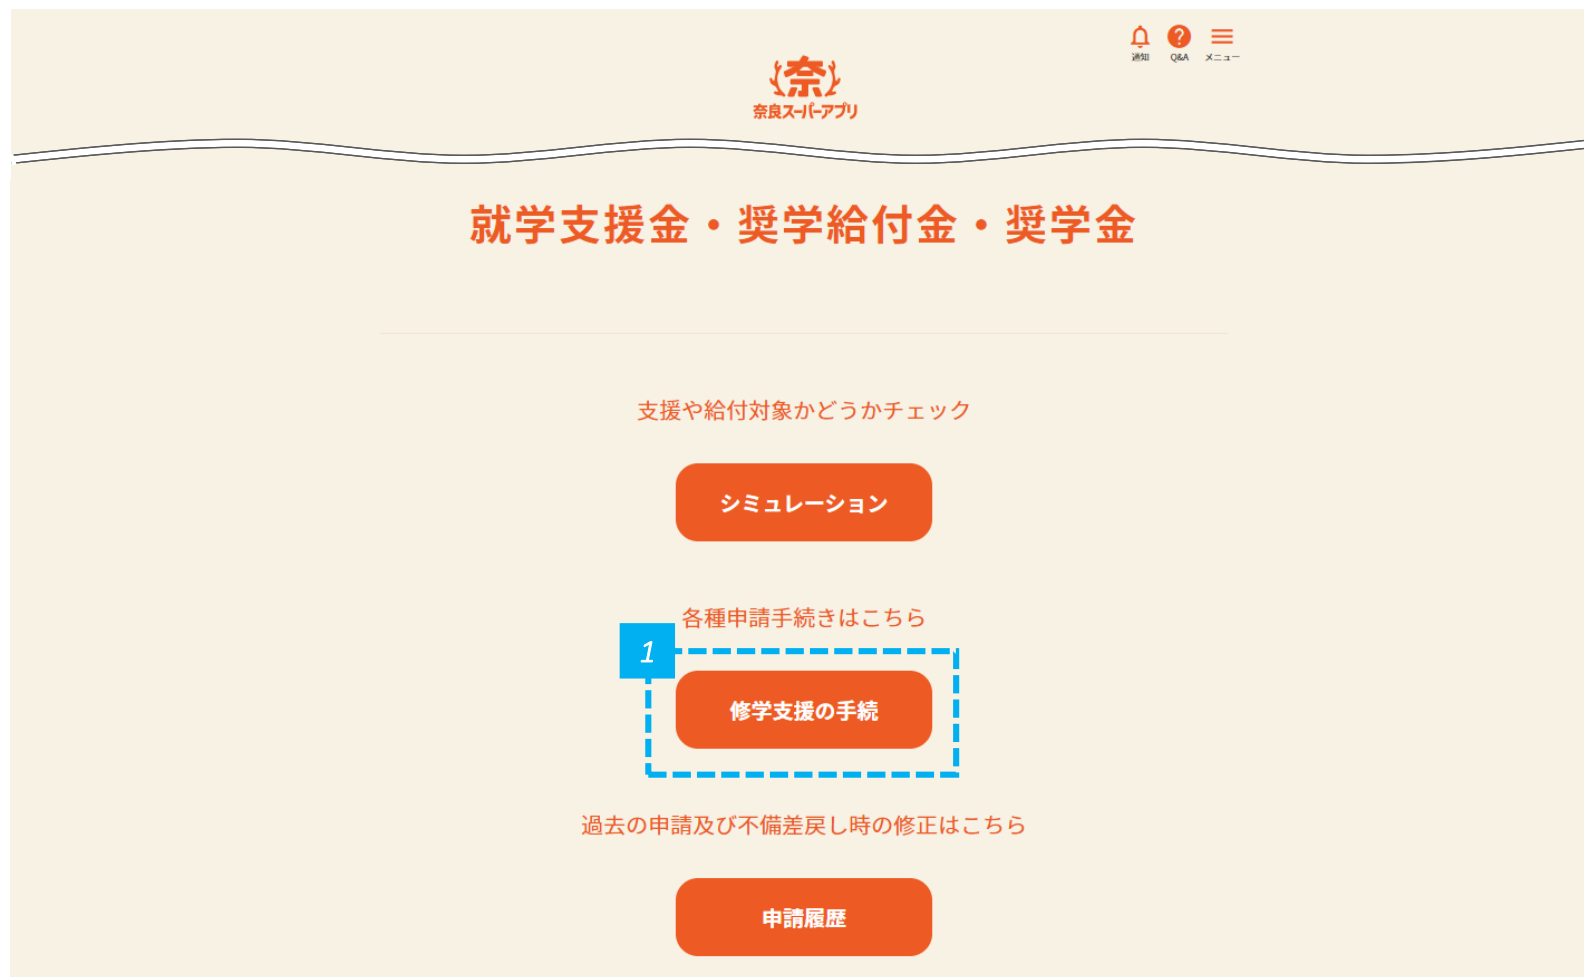 通知 Q&A メニュー
奈
奈良スーパーアプリ
就学支援金・奨学給付金・奨学金
支援や給付対象かどうかチェック
シミュレーション
各種申請手続きはこちら
1
修学支援の手続
過去の申請及び不備差戻し時の修正はこちら
申請履歴